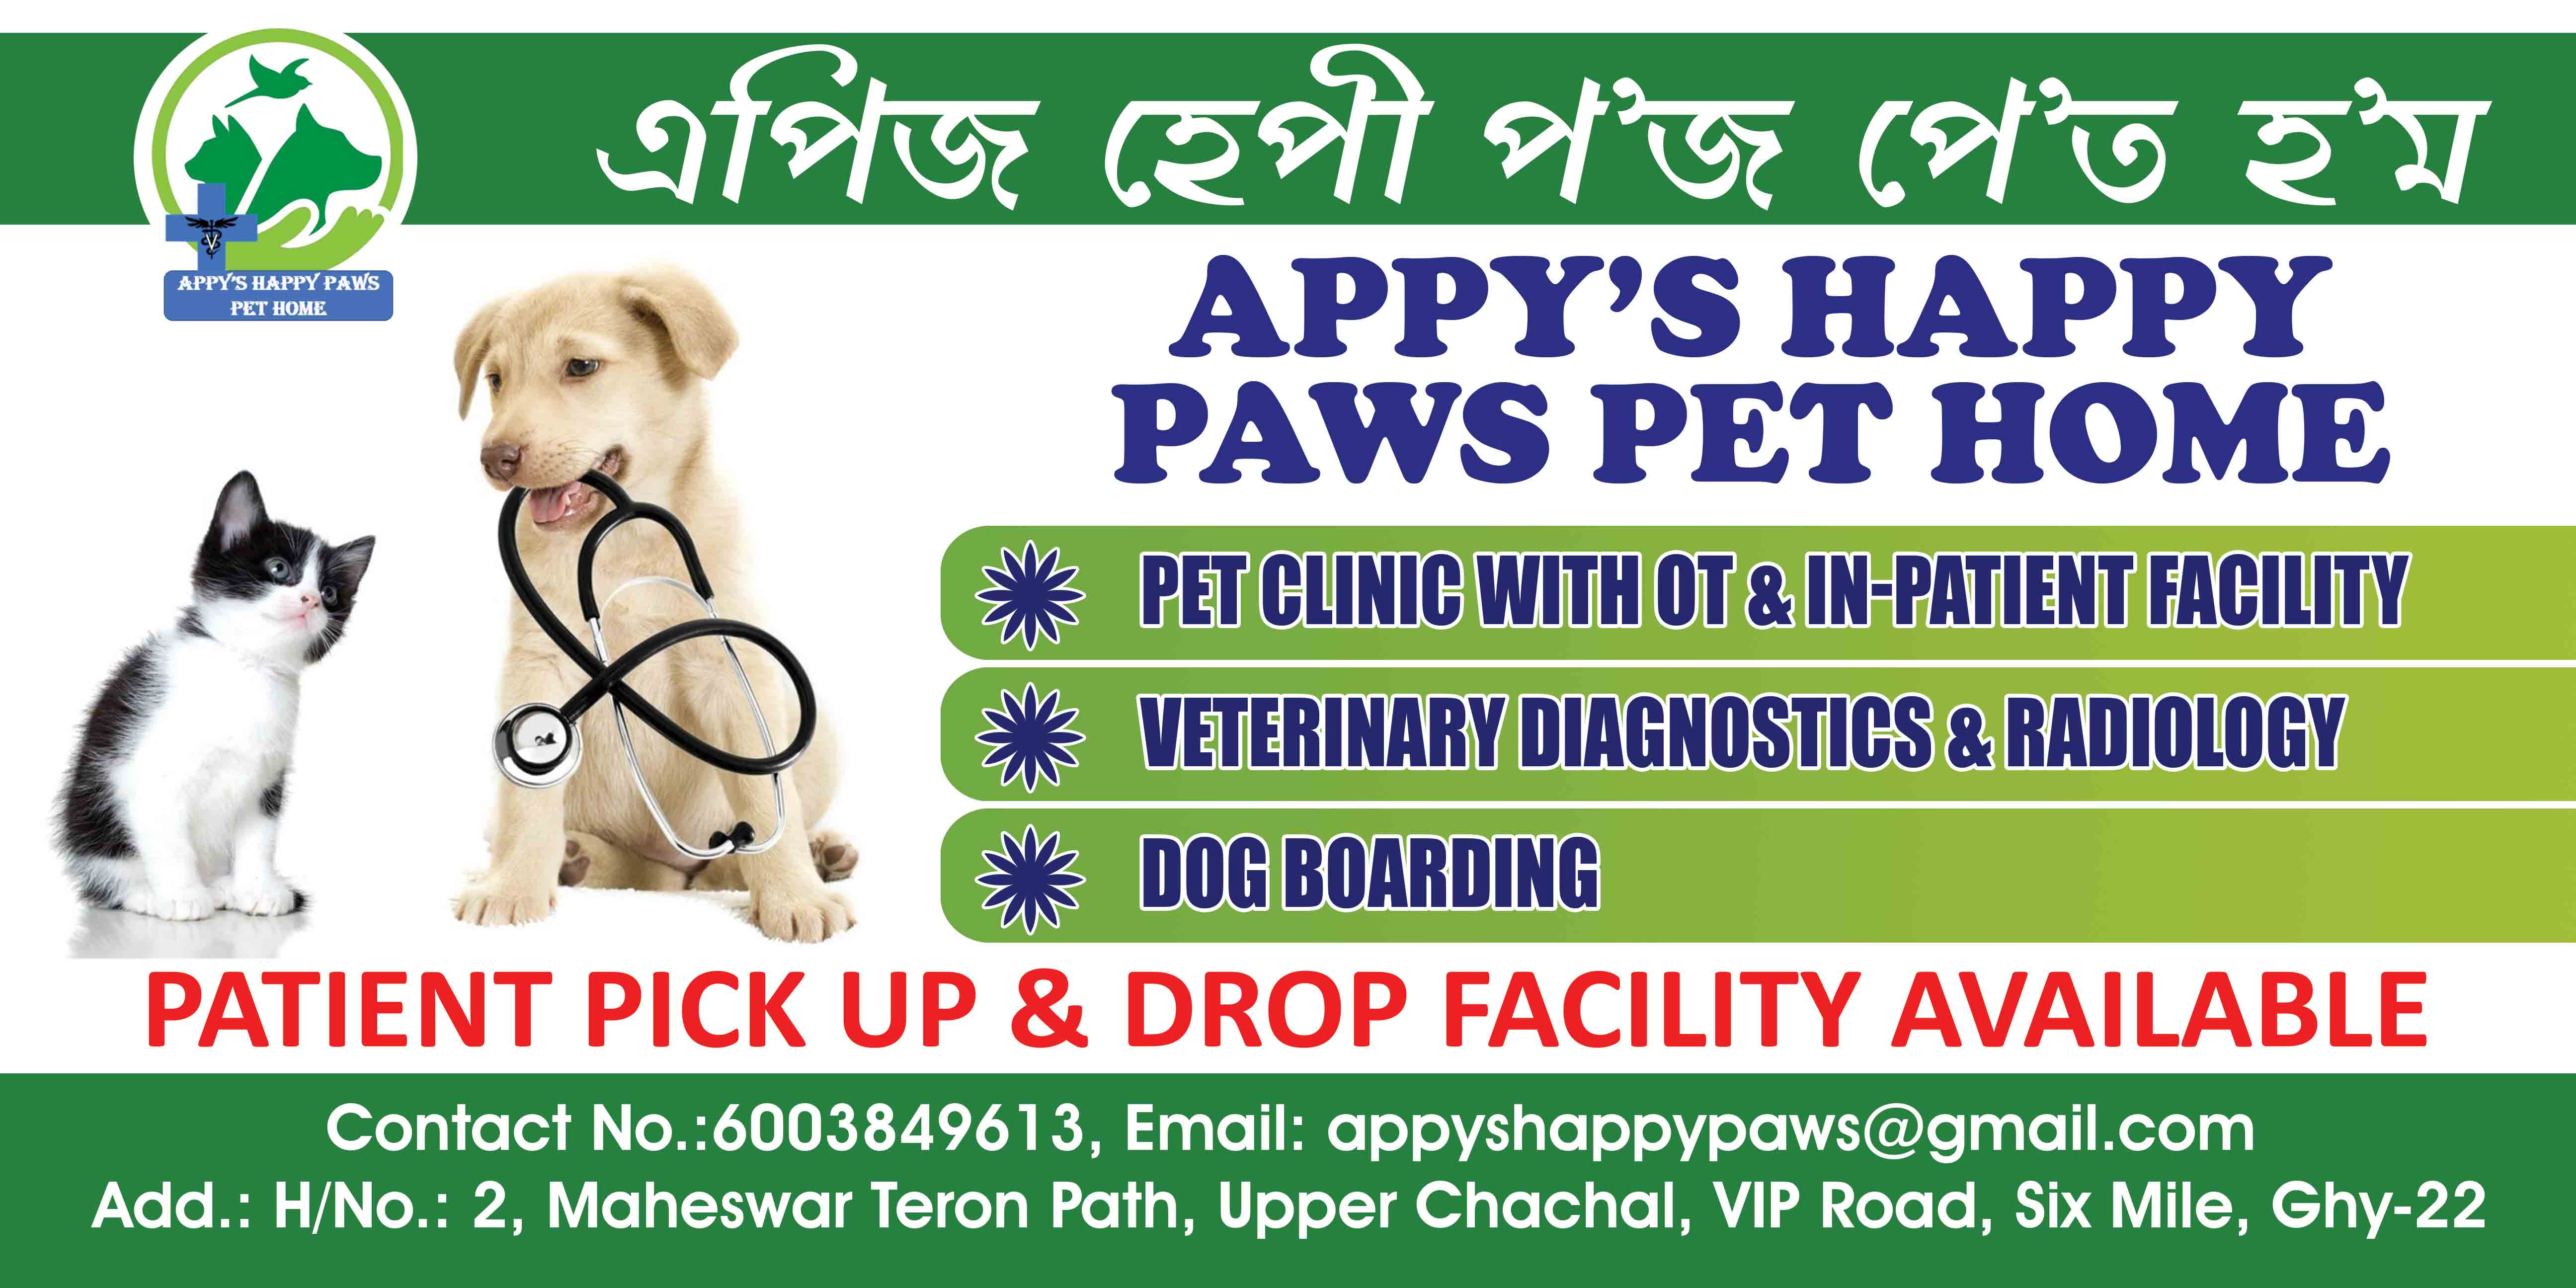 এপিজ হেপী প'জ পে'ত হ'ম
APPY'S HAPPY PAWS
PET HOME
APPY'S HAPPY
PAWS PET HOME
PET CLINIC WITH OT & IN-PATIENT FACILITY
VETERINARY DIAGNOSTICS & RADIOLOGY
DOG BOARDING
PATIENT PICK UP & DROP FACILITY AVAILABLE
Contact No.:6003849613, Email: appyshappypaws@gmail.com
Add.: H/No.: 2, Maheswar Teron Path, Upper Chachal, VIP Road, Six Mile, Ghy-22